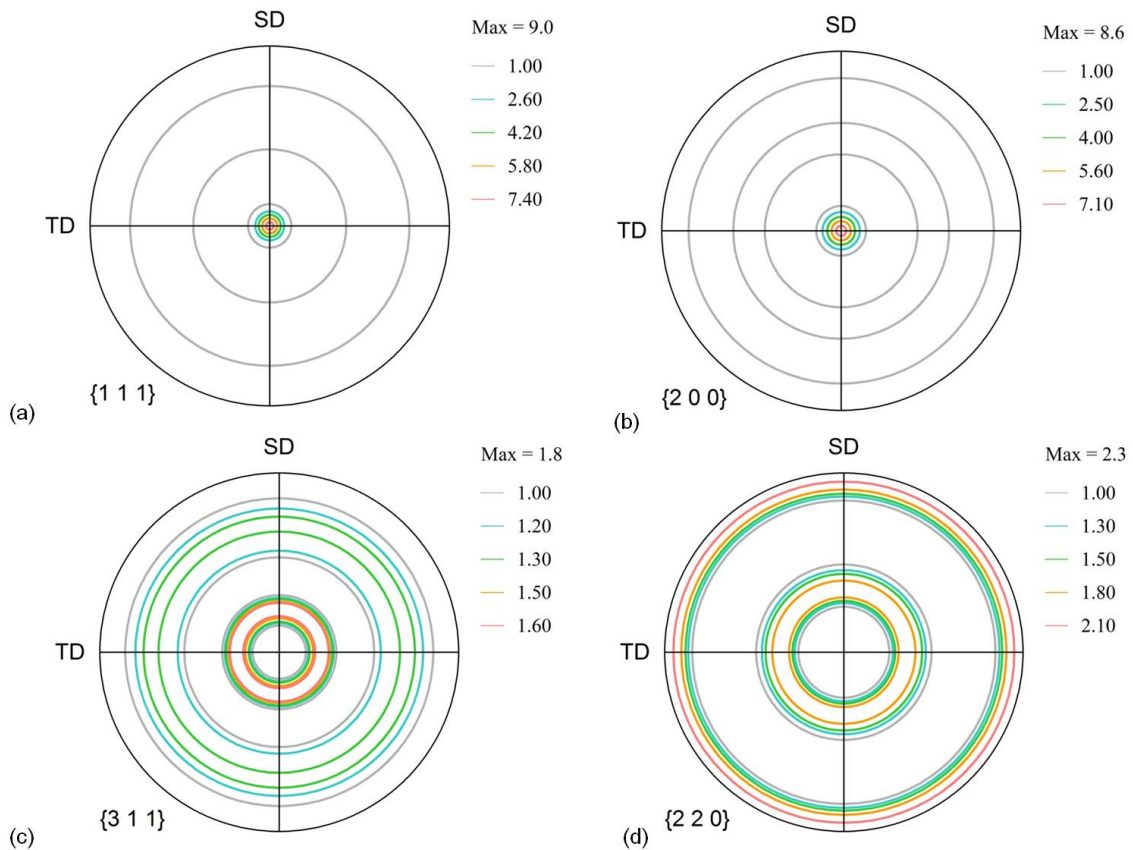 SD
Max = 9.0
1.00
2.60
4.20
5.80
7.40
TD
{1 1 1}
(a)
SD
Max = 8.6
1.00
2.50
4.00
5.60
7.10
TD
{2 0 0}
(b)
SD
Max = 1.8
1.00
1.20
1.30
1.50
1.60
TD
{3 1 1}
(c)
SD
Max = 2.3
1.00
1.30
1.50
1.80
2.10
TD
{2 2 0}
(d)